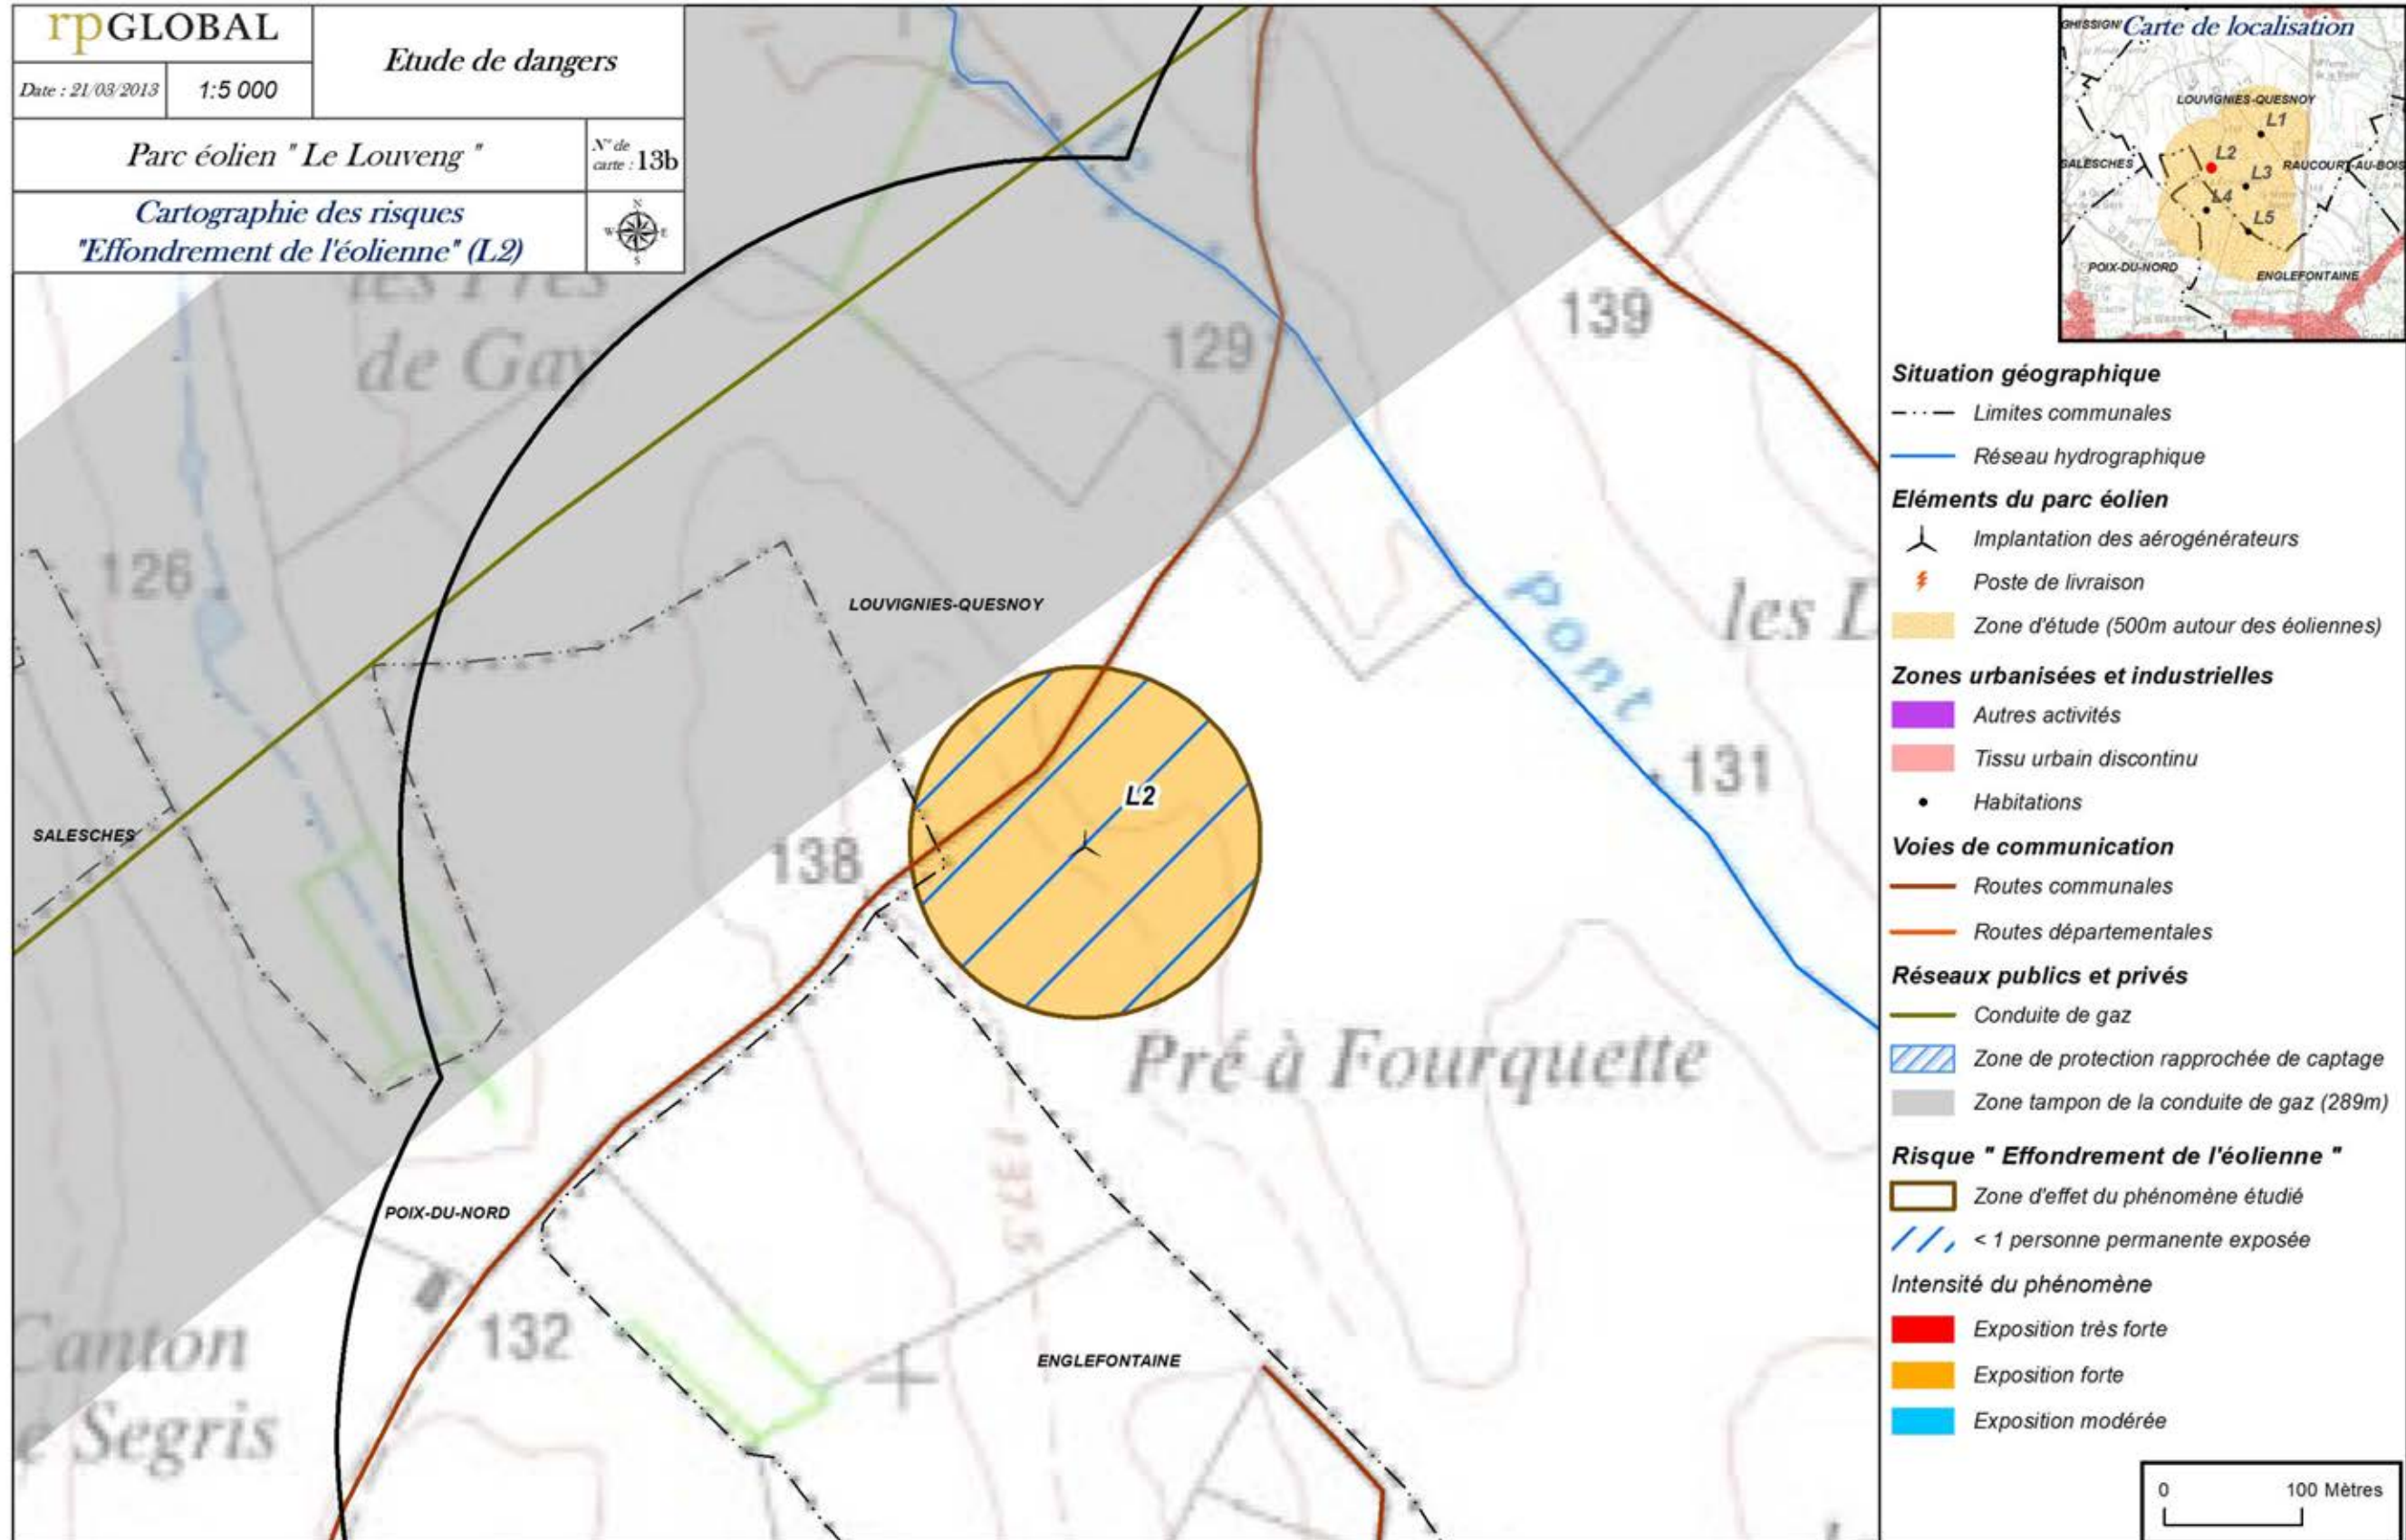 rpGLOBAL
Date : 21/03/2013
1:5 000
Etude de dangers
Parc éolien " Le Louveng "
N° de
carte : 13b
Cartographie des risques
"Effondrement de l'éolienne" (L2)
N
W
E
S
les Prés
de Gay
126
129
139
LOUVIGNIES-QUESNOY
Pont
les L
131
L2
SALESCHES
138
Pré à Fourquette
137,5
POIX-DU-NORD
Canton
e Segris
132
ENGLEFONTAINE
Carte de localisation
LOUVIGNIES-QUESNOY
L1
SALESCHES
L2
RAUCOURT-AU-BOIS
L3
L4
L5
POIX-DU-NORD
ENGLEFONTAINE
Situation géographique
Limites communales
Réseau hydrographique
Eléments du parc éolien
Implantation des aérogénérateurs
Poste de livraison
Zone d'étude (500m autour des éoliennes)
Zones urbanisées et industrielles
Autres activités
Tissu urbain discontinu
Habitations
Voies de communication
Routes communales
Routes départementales
Réseaux publics et privés
Conduite de gaz
Zone de protection rapprochée de captage
Zone tampon de la conduite de gaz (289m)
Risque " Effondrement de l'éolienne "
Zone d'effet du phénomène étudié
< 1 personne permanente exposée
Intensité du phénomène
Exposition très forte
Exposition forte
Exposition modérée
0 100 Mètres